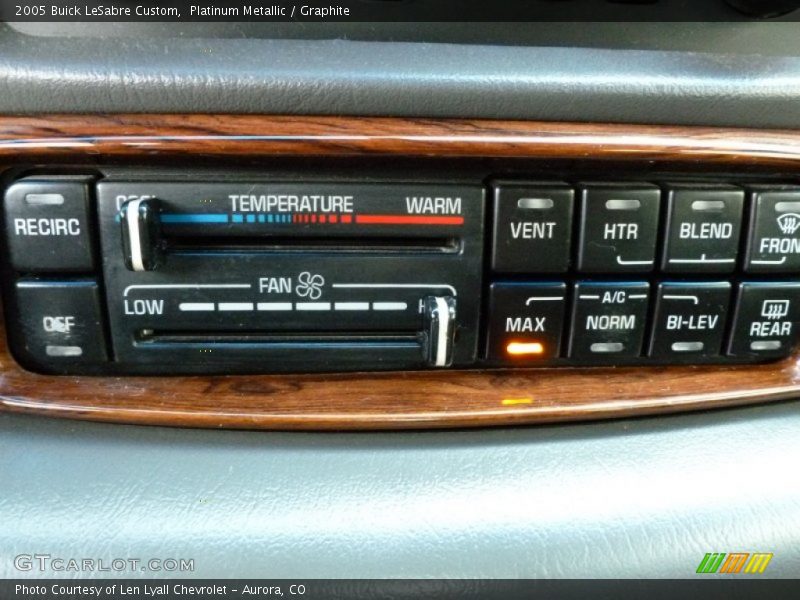 2005 Buick LeSabre Custom,  Platinum Metallic / Graphite
RECIRC
TEMPERATURE
WARM
VENT
HTR
BLEND
FRON
OFF
FAN
LOW
MAX
A/C
NORM
BI-LEV
REAR
GTCARLOT.COM
Photo Courtesy of Len Lyall Chevrolet – Aurora, CO